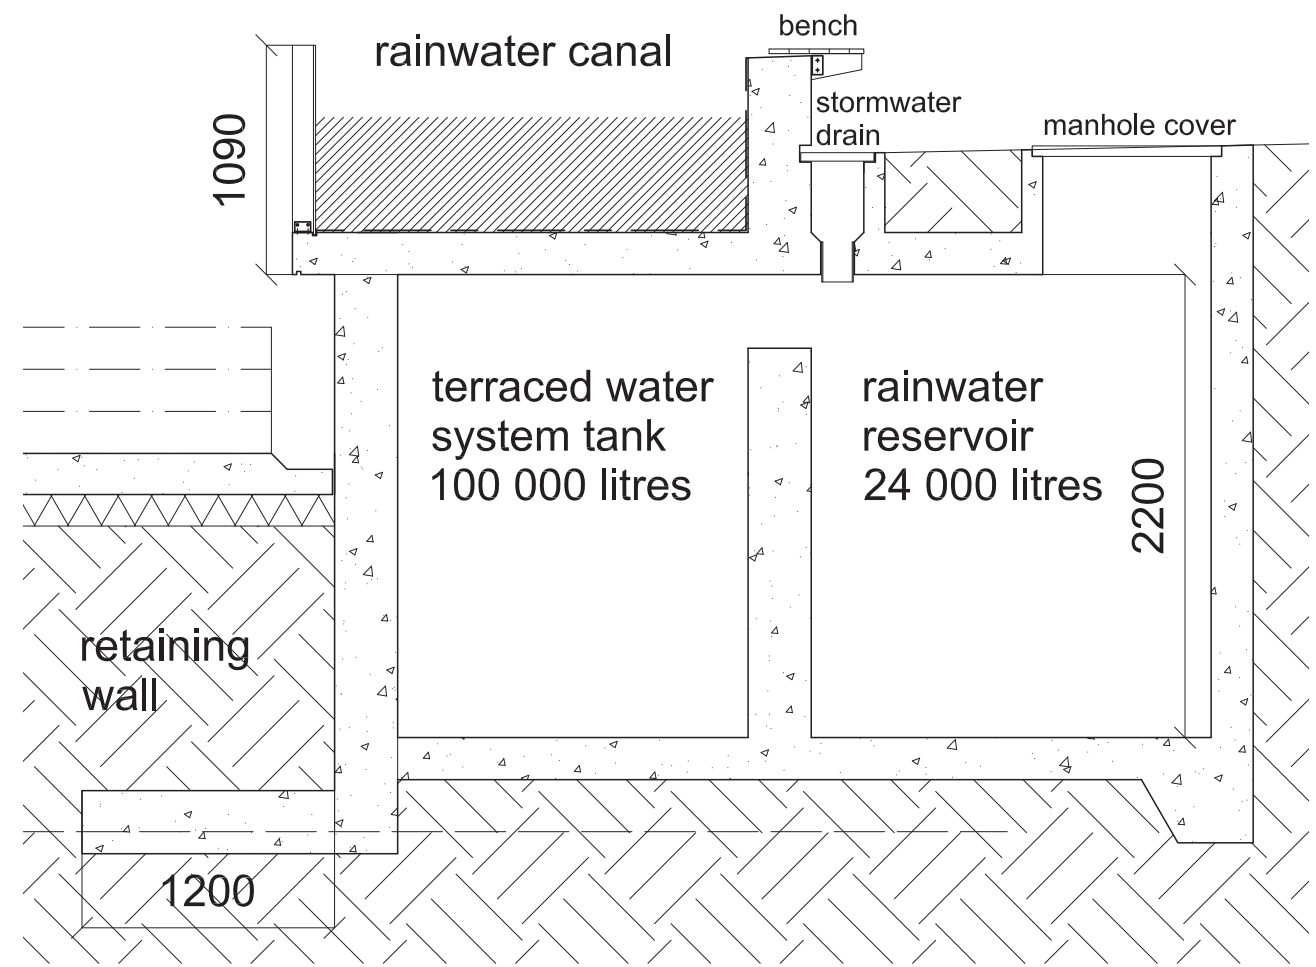 bench
rainwater canal
stormwater
drain
manhole cover
1090
terraced water
system tank
100 000 litres
rainwater
reservoir
24 000 litres
2200
retaining
wall
1200